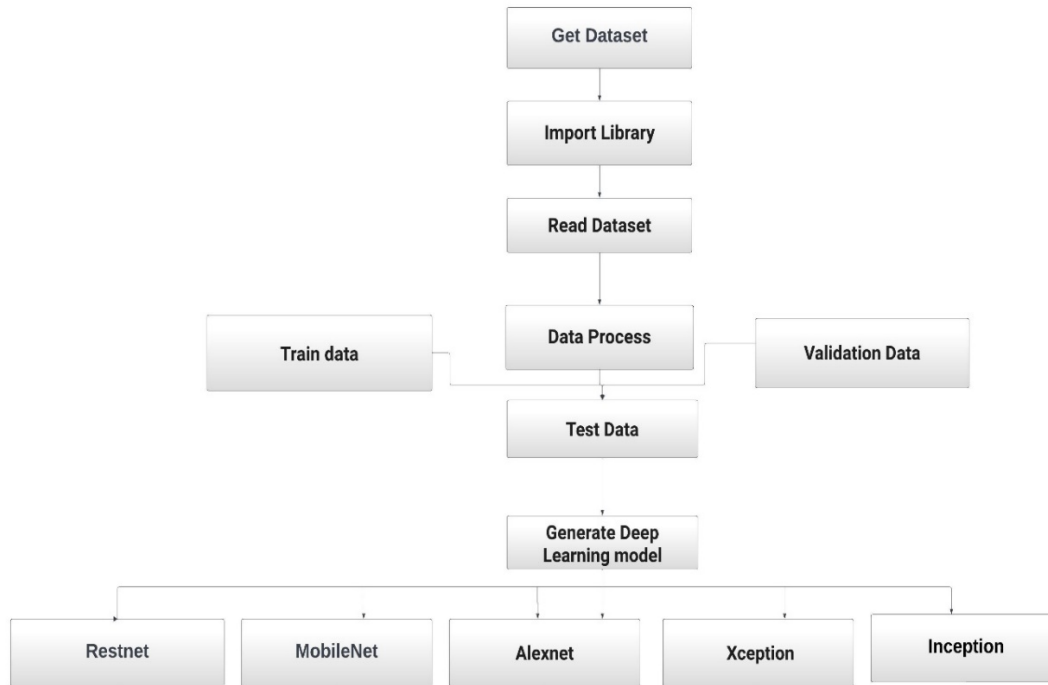 Get Dataset
Import Library
Read Dataset
Data Process
Train data
Validation Data
Test Data
Generate Deep
Learning model
Restnet
MobileNet
Alexnet
Xception
Inception